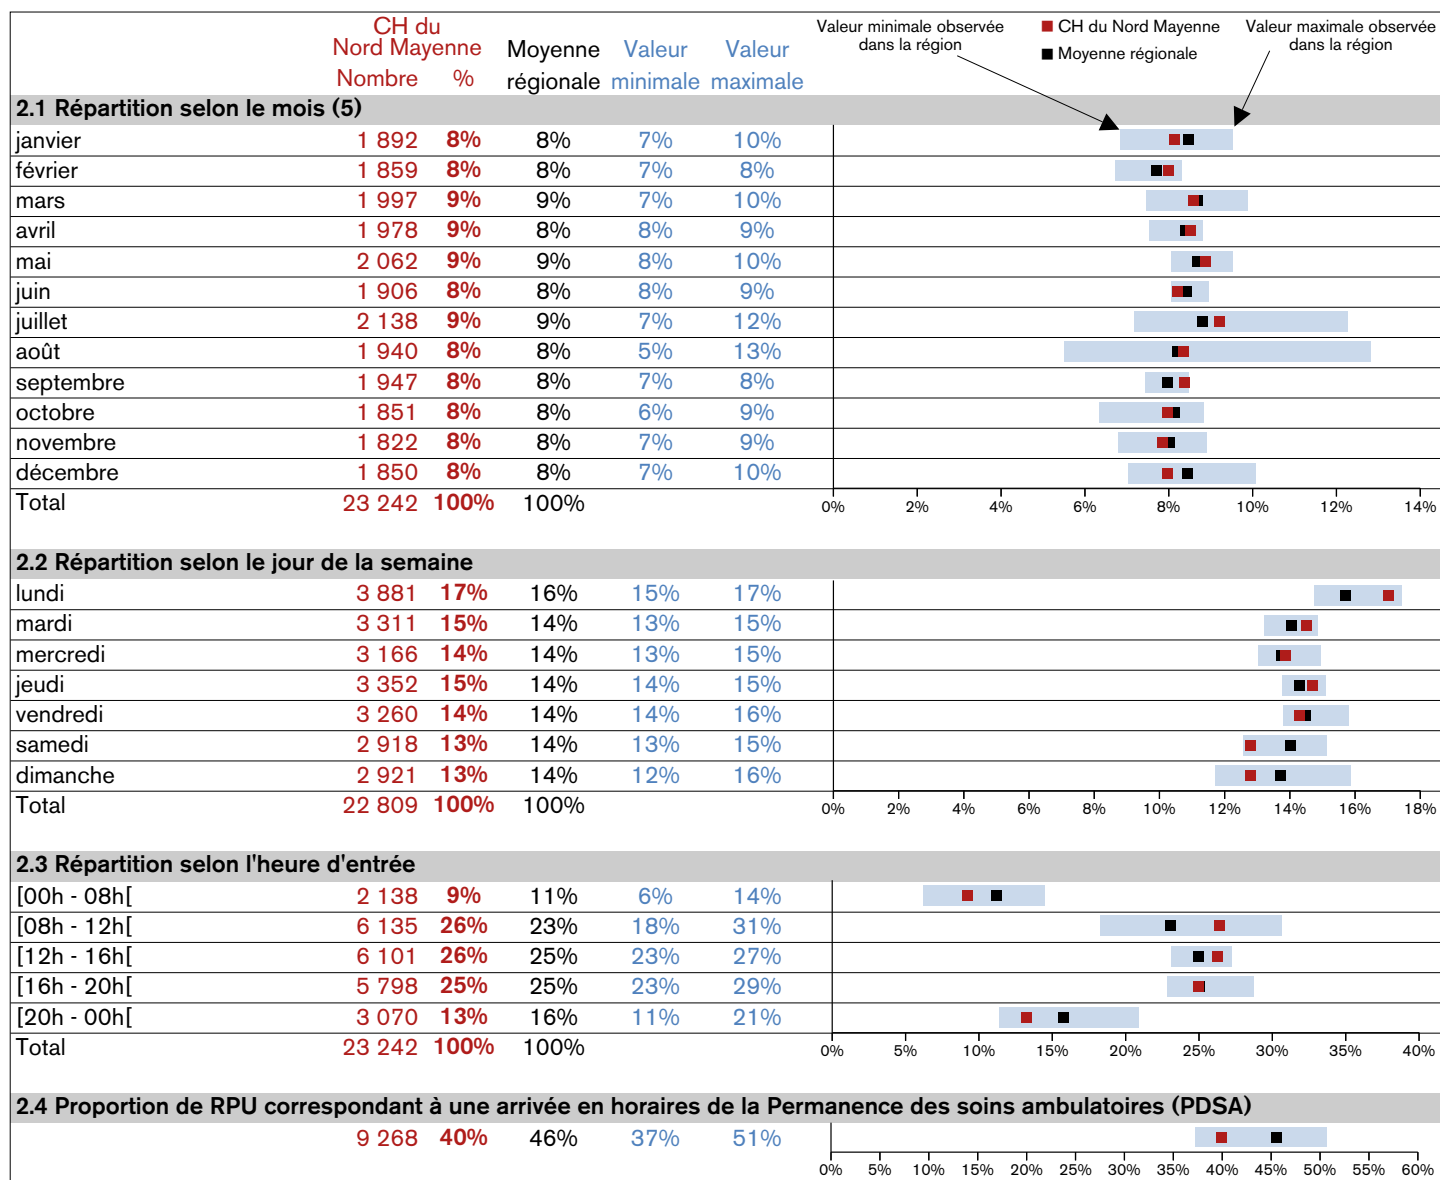 CH du Nord Mayenne Moyenne régionale Valeur minimale Valeur maximale
Nombre %
Valeur minimale observée dans la région
CH du Nord Mayenne
Moyenne régionale
Valeur maximale observée dans la région
2.1 Répartition selon le mois (5)
janvier 1 892 8% 8% 7% 10%
février 1 859 8% 8% 7% 8%
mars 1 997 9% 9% 7% 10%
avril 1 978 9% 8% 8% 9%
mai 2 062 9% 9% 8% 10%
juin 1 906 8% 8% 8% 9%
juillet 2 138 9% 9% 7% 12%
août 1 940 8% 8% 5% 13%
septembre 1 947 8% 8% 7% 8%
octobre 1 851 8% 8% 6% 9%
novembre 1 822 8% 8% 7% 9%
décembre 1 850 8% 8% 7% 10%
Total 23 242 100% 100%
0% 2% 4% 6% 8% 10% 12% 14%
2.2 Répartition selon le jour de la semaine
lundi 3 881 17% 16% 15% 17%
mardi 3 311 15% 14% 13% 15%
mercredi 3 166 14% 14% 13% 15%
jeudi 3 352 15% 14% 14% 15%
vendredi 3 260 14% 14% 14% 16%
samedi 2 918 13% 14% 13% 15%
dimanche 2 921 13% 14% 12% 16%
Total 22 809 100% 100%
0% 2% 4% 6% 8% 10% 12% 14% 16% 18%
2.3 Répartition selon l'heure d'entrée
[00h - 08h[ 2 138 9% 11% 6% 14%
[08h - 12h[ 6 135 26% 23% 18% 31%
[12h - 16h[ 6 101 26% 25% 23% 27%
[16h - 20h[ 5 798 25% 25% 23% 29%
[20h - 00h[ 3 070 13% 16% 11% 21%
Total 23 242 100% 100%
0% 5% 10% 15% 20% 25% 30% 35% 40%
2.4 Proportion de RPU correspondant à une arrivée en horaires de la Permanence des soins ambulatoires (PDSA)
9 268 40% 46% 37% 51%
0% 5% 10% 15% 20% 25% 30% 35% 40% 45% 50% 55% 60%